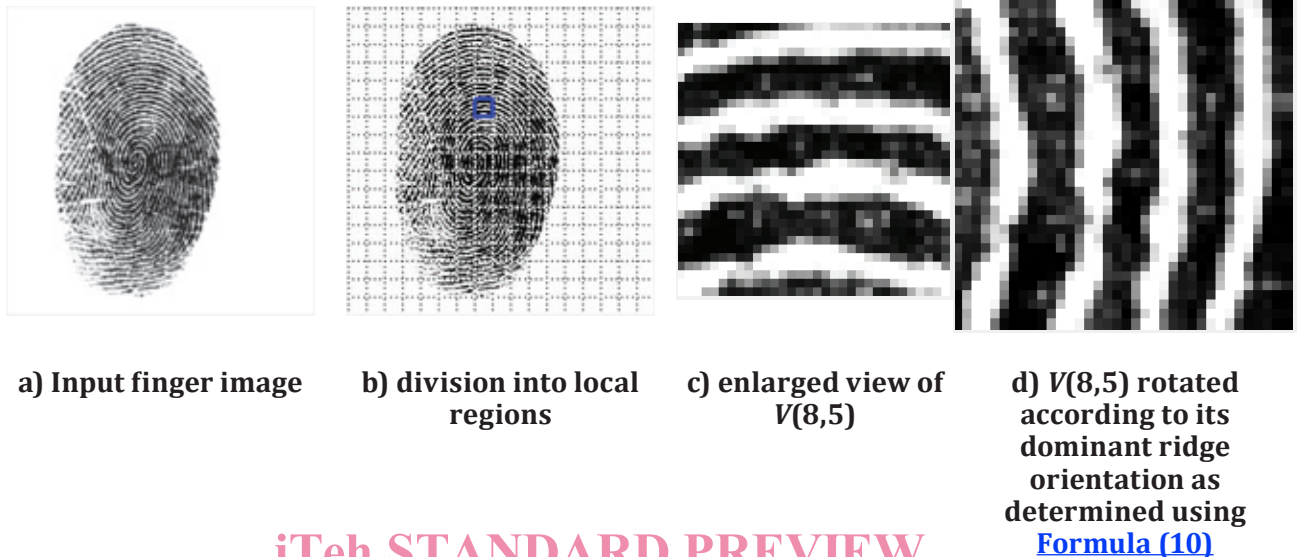 a) Input finger image
b) division into local
regions
c) enlarged view of
V(8,5)
d) V(8,5) rotated
according to its
dominant ridge
orientation as
determined using
Formula (10)
iTeh STANDARD PREVIEW